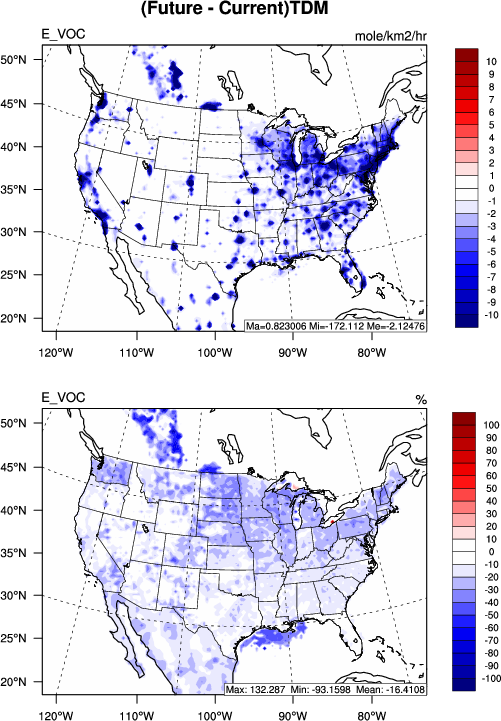 (Future - Current)TDM
E_VOC mole/km2/hr
50°N
45°N
40°N
35°N
30°N
25°N
20°N
10
9
8
7
6
5
4
3
2
1
0
-1
-2
-3
-4
-5
-6
-7
-8
-9
-10
Ma=0.823006 Mi=-172.112 Me=-2.12476
120°W 110°W 100°W 90°W 80°W
E_VOC %
50°N
45°N
40°N
35°N
30°N
25°N
20°N
100
90
80
70
60
50
40
30
20
10
0
-10
-20
-30
-40
-50
-60
-70
-80
-90
-100
Max: 132.287 Min: -93.1598 Mean: -16.4108
120°W 110°W 100°W 90°W 80°W